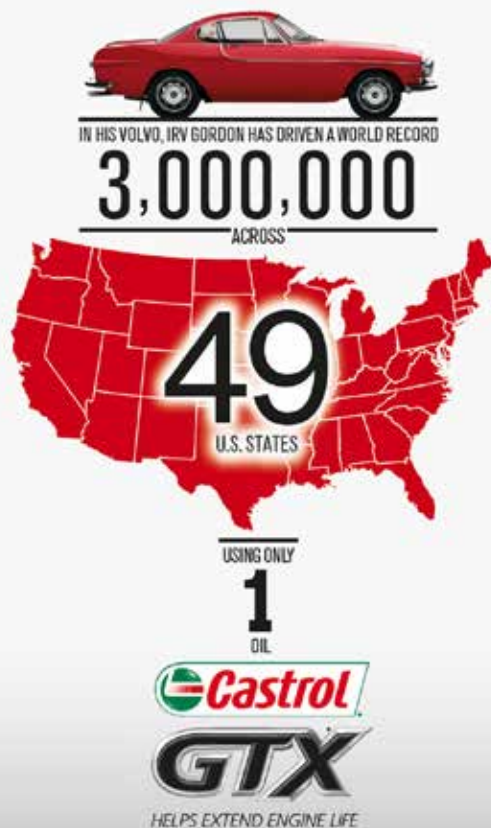 IN HIS VOLVO, IRV GORDON HAS DRIVEN A WORLD RECORD
3,000,000
ACROSS
49
U.S. STATES
USING ONLY
1
OIL
Castrol
GTX
HELPS EXTEND ENGINE LIFE